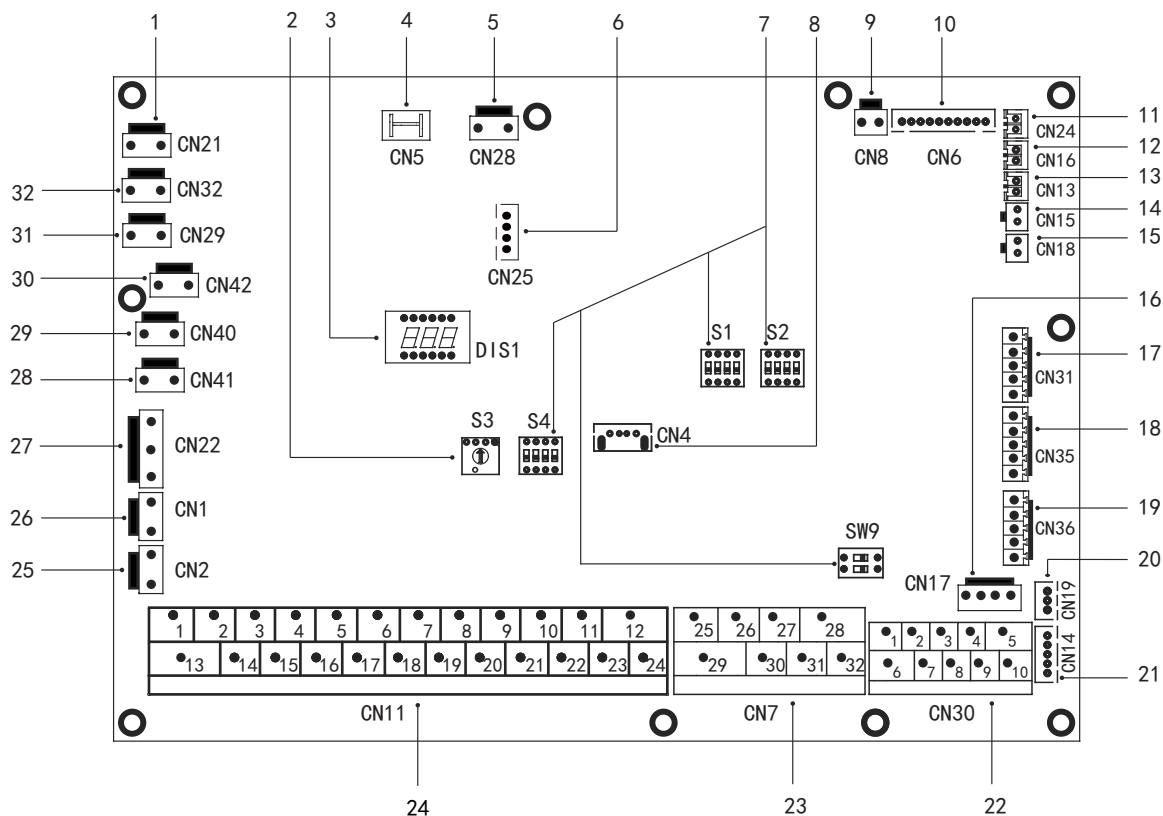 1 2 3 4 5 6 7 8 9 10
CN21 CN5 CN28 CN8 CN6 CN24 11
CN32 CN16 12
32 CN13 13
31 CN29 CN15 14
CN25 CN18 15
30 CN42
29 CN40 16
3 DIS1 S1 S2 17
28 CN41 CN31
27 CN22 S3 S4 CN4 18
CN35
26 CN1 19
CN36
SW9
25 CN2 CN17 20
CN19
1 2 3 4 5 6 7 8 9 10 11 12 25 26 27 28 1 2 3 4 5
13 14 15 16 17 18 19 20 21 22 23 24 29 30 31 32 6 7 8 9 10 CN14
21
CN11 CN7 CN30
24 23 22